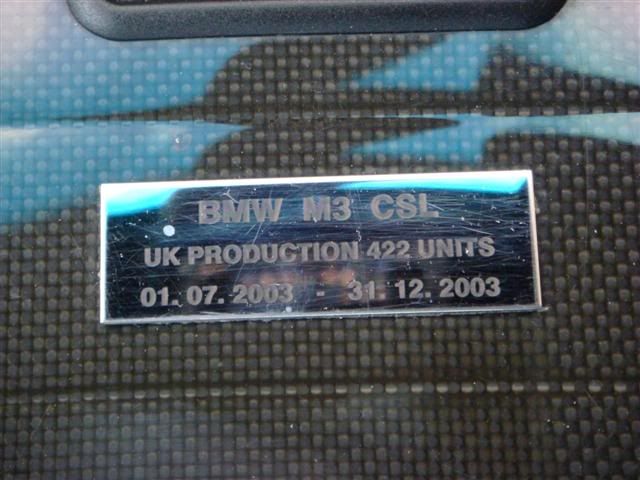 BMW M3 CSL
UK PRODUCTION 422 UNITS
01. 07. 2003 - 31. 12. 2003